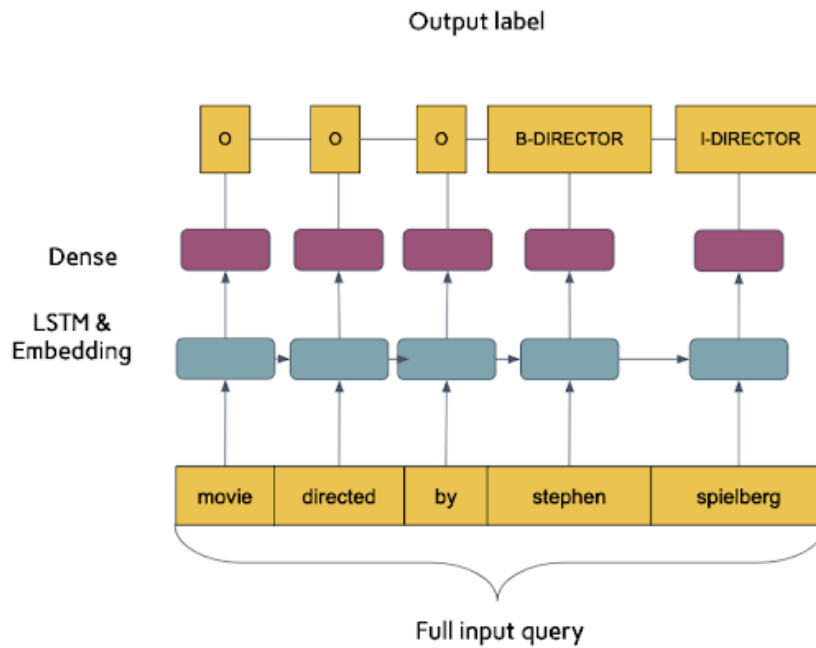 Output label
O O O B-DIRECTOR I-DIRECTOR
Dense
LSTM &
Embedding
movie directed by stephen spielberg
Full input query